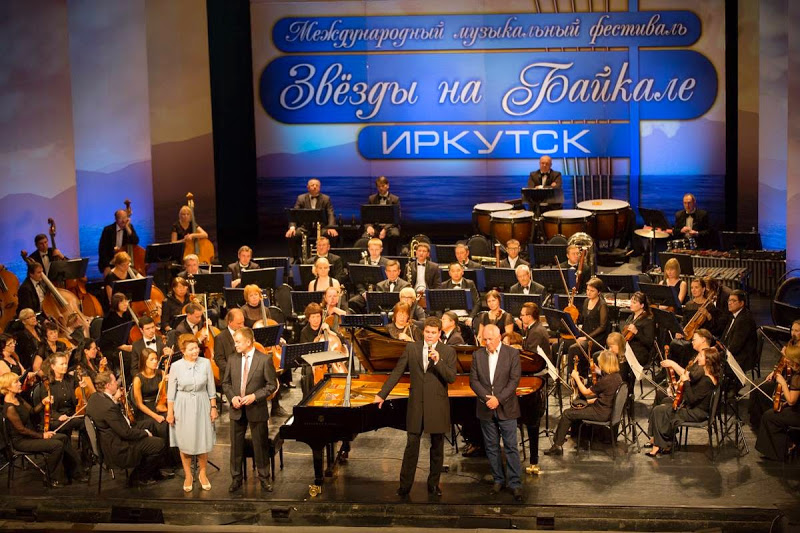 Международный музыкальный фестиваль
Звёзды на Байкале
ИРКУТСК